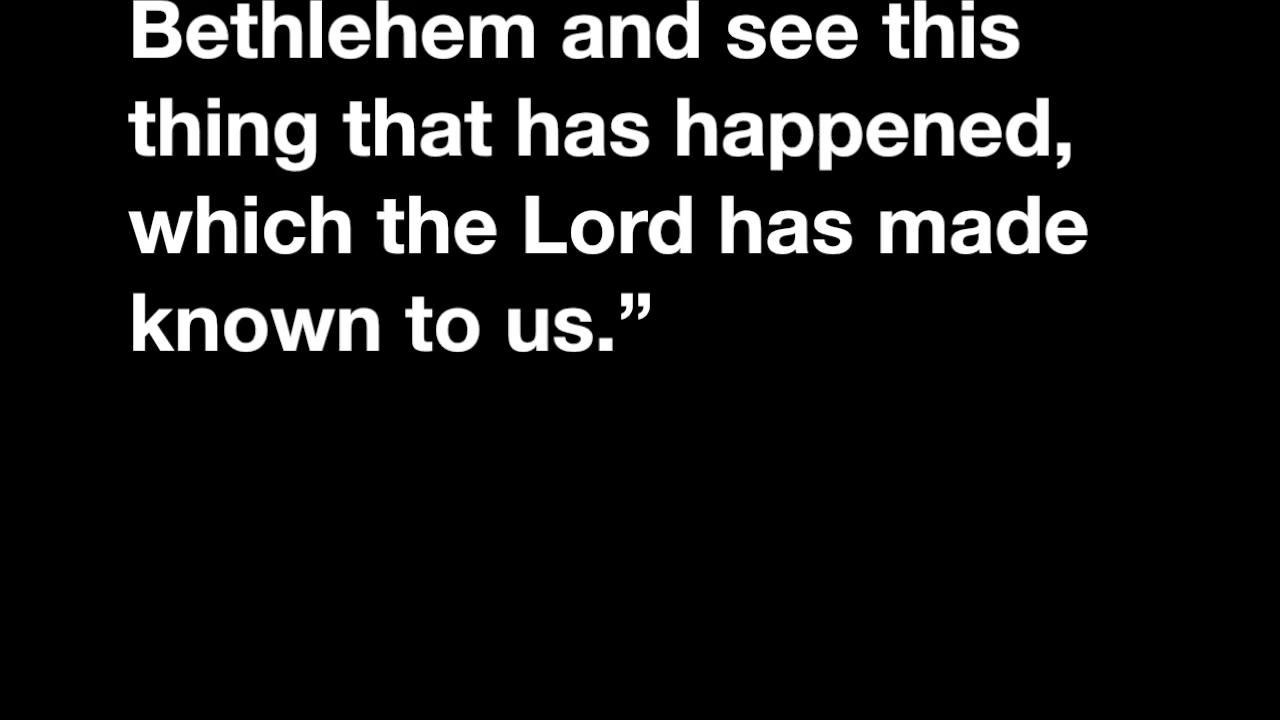 Bethlehem and see this
thing that has happened,
which the Lord has made
known to us.”